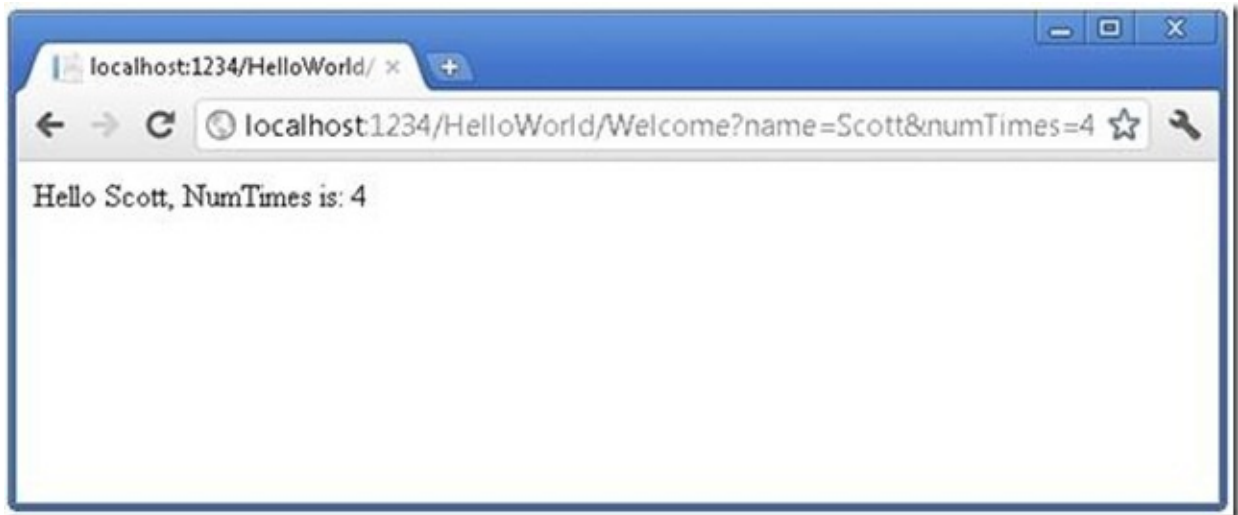 localhost:1234/HelloWorld/
localhost:1234/HelloWorld/Welcome?name=Scott&numTimes=4
Hello Scott, NumTimes is: 4